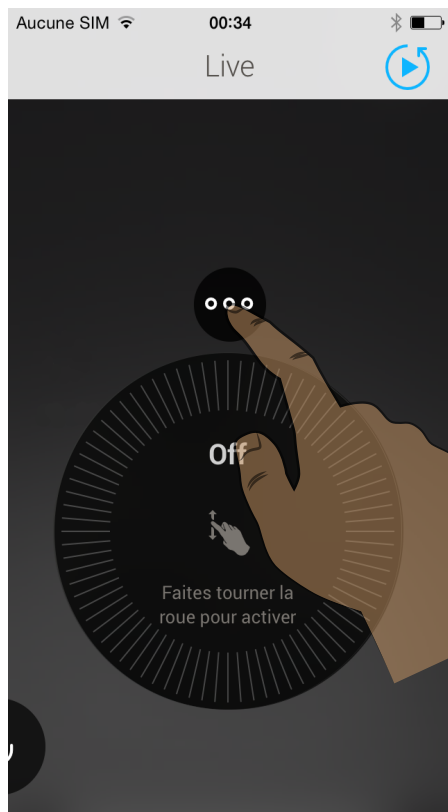 Aucune SIM 00:34
Live
Off
Faites tourner la
roue pour activer